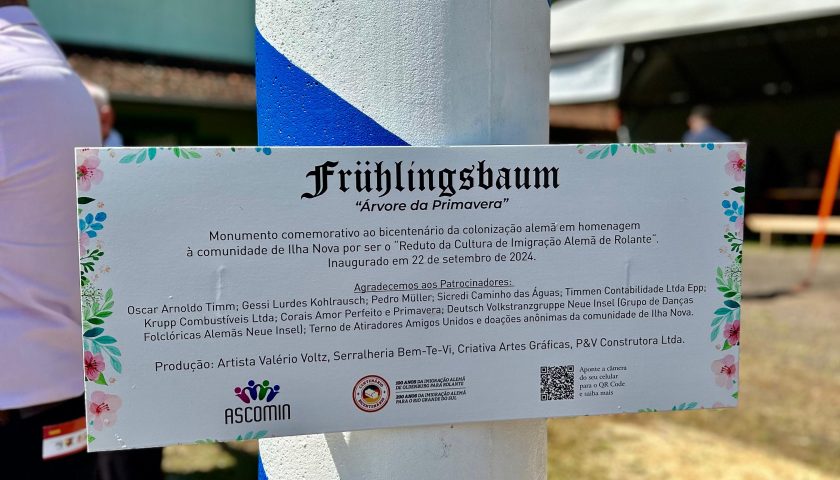 Frühlingsbaum
"Árvore da Primavera"
Monumento comemorativo ao bicentenário da colonização alemã em homenagem
à comunidade de Ilha Nova por ser o "Reduto da Cultura de Imigração Alemã de Rolante".
Inaugurado em 22 de setembro de 2024.
Agradecemos aos Patrocinadores:
Oscar Arnoldo Timm; Gessi Lurdes Kohlrausch; Pedro Müller; Sicredi Caminho das Águas; Timmen Contabilidade Ltda Epp;
Krupp Combustíveis Ltda; Corais Amor Perfeito e Primavera; Deutsch Volkstranzgruppe Neue Insel (Grupo de Danças
Folclóricas Alemãs Neue Insel); Terno de Atiradores Amigos Unidos e doações anônimas da comunidade de Ilha Nova.
Produção: Artista Valério Voltz, Serralheria Bem-Te-Vi, Criativa Artes Gráficas, P&V Construtora Ltda.
ASCOMIN
100 ANOS DA IMIGRAÇÃO ALEMÃ
DE OLDENBURG PARA ROLANTE
200 ANOS DA IMIGRAÇÃO ALEMÃ
PARA O RIO GRANDE DO SUL
Aponte a câmera
do seu celular
para o QR Code
e saiba mais